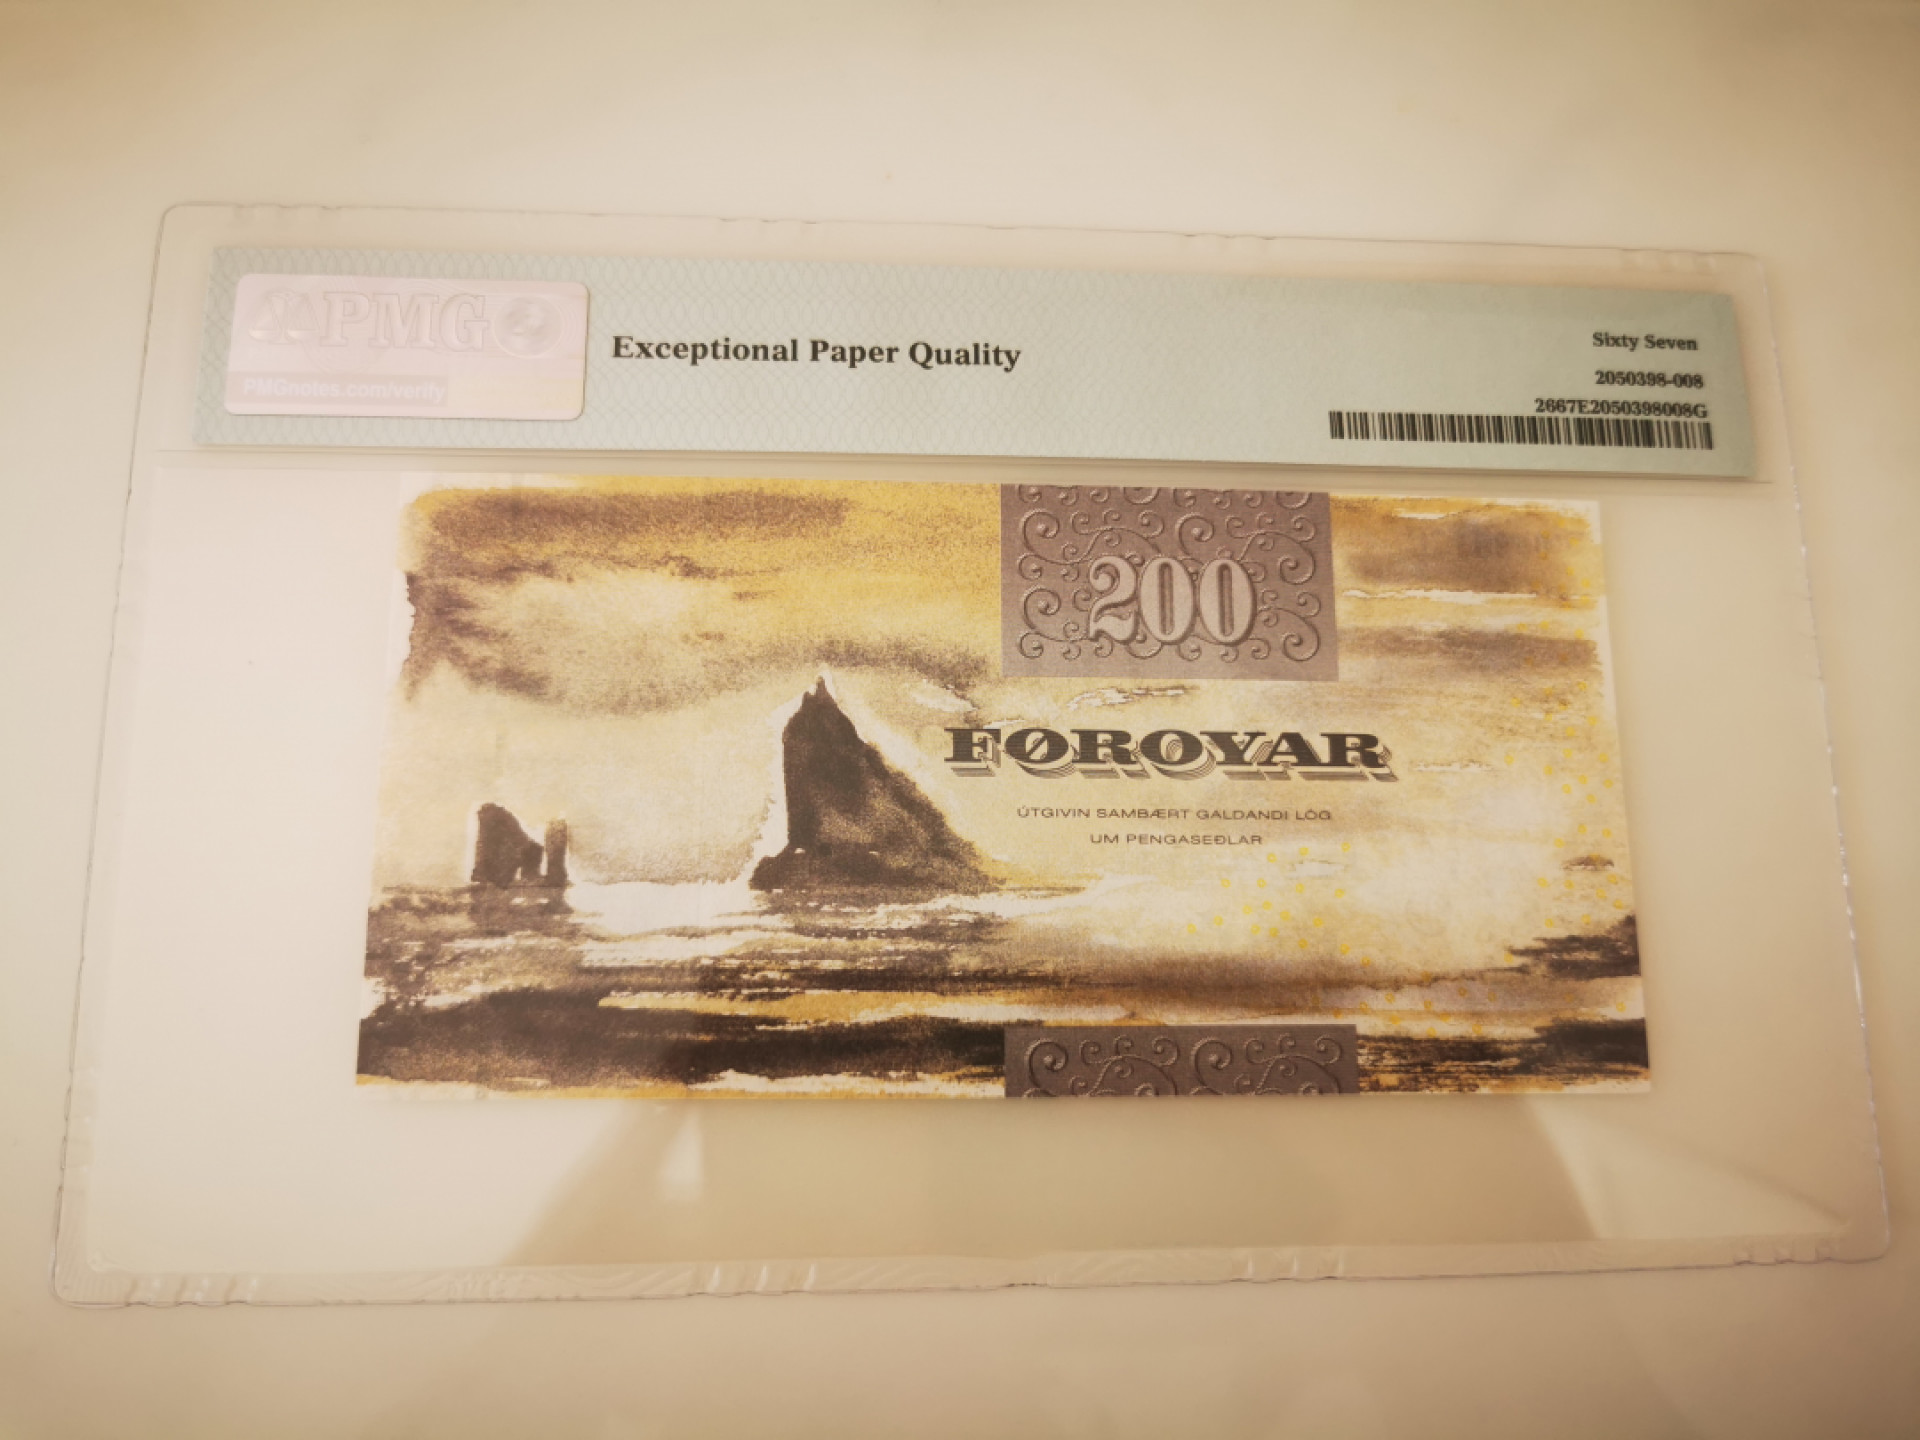 PMG
PMGnotes.com/verify
Exceptional Paper Quality
Sixty Seven
2050398-008
2667E2050398008G
200
FØROYAR
ÚTGIVIN SAMBÆRT GALDANDI LÓG
UM PENGASEÐLAR